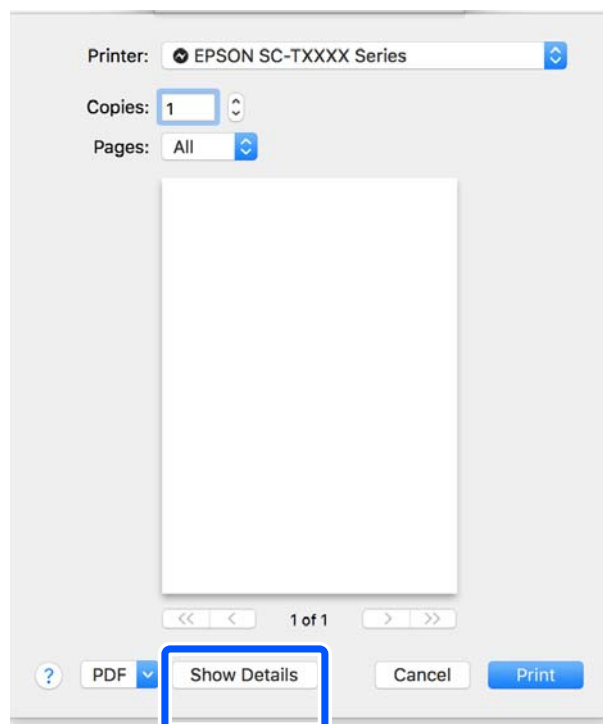 Printer: EPSON SC-TXXXX Series
Copies: 1
Pages: All
<< < 1 of 1 > >>
? PDF Show Details Cancel Print